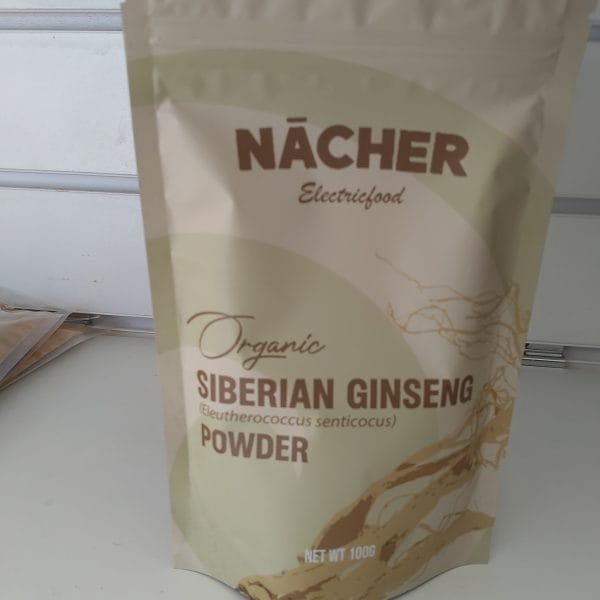 NĀCHER
Electricfood
Organic
SIBERIAN GINSENG
(Eleutherococcus senticocus)
POWDER
NET WT 100G